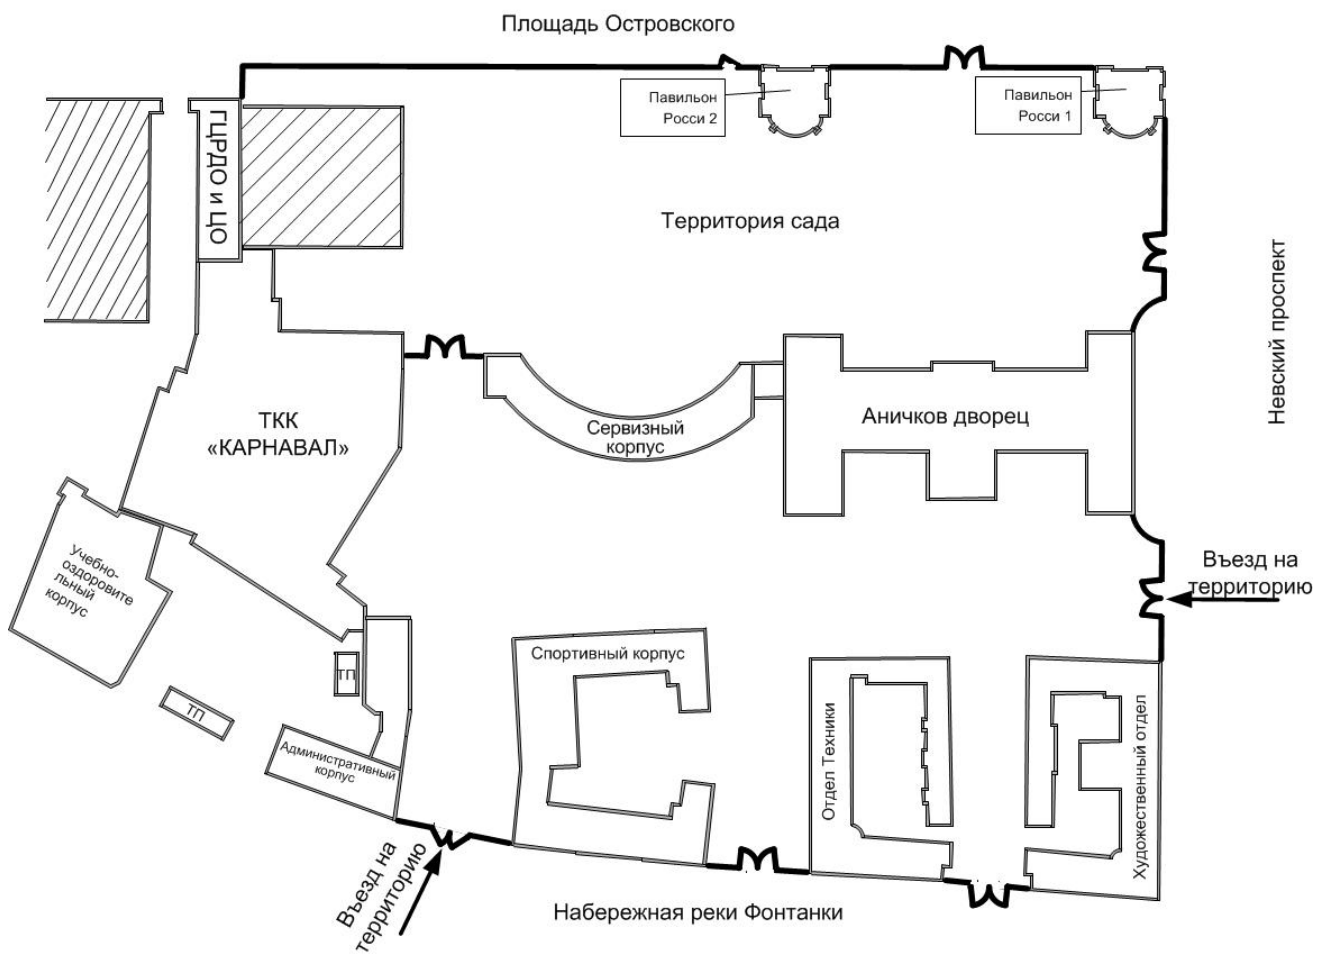 Площадь Островского
Павильон
Росси 2
Павильон
Росси 1
ГЦРДО и ЦО
Территория сада
Невский проспект
ТКК
«КАРНАВАЛ»
Сервизный
корпус
Аничков дворец
Учебно-
оздоровите
льный
корпус
Въезд на
территорию
Спортивный корпус
ТП
ТП
Административный
корпус
Отдел Техники
Художественный отдел
Въезд на
территорию
Набережная реки Фонтанки